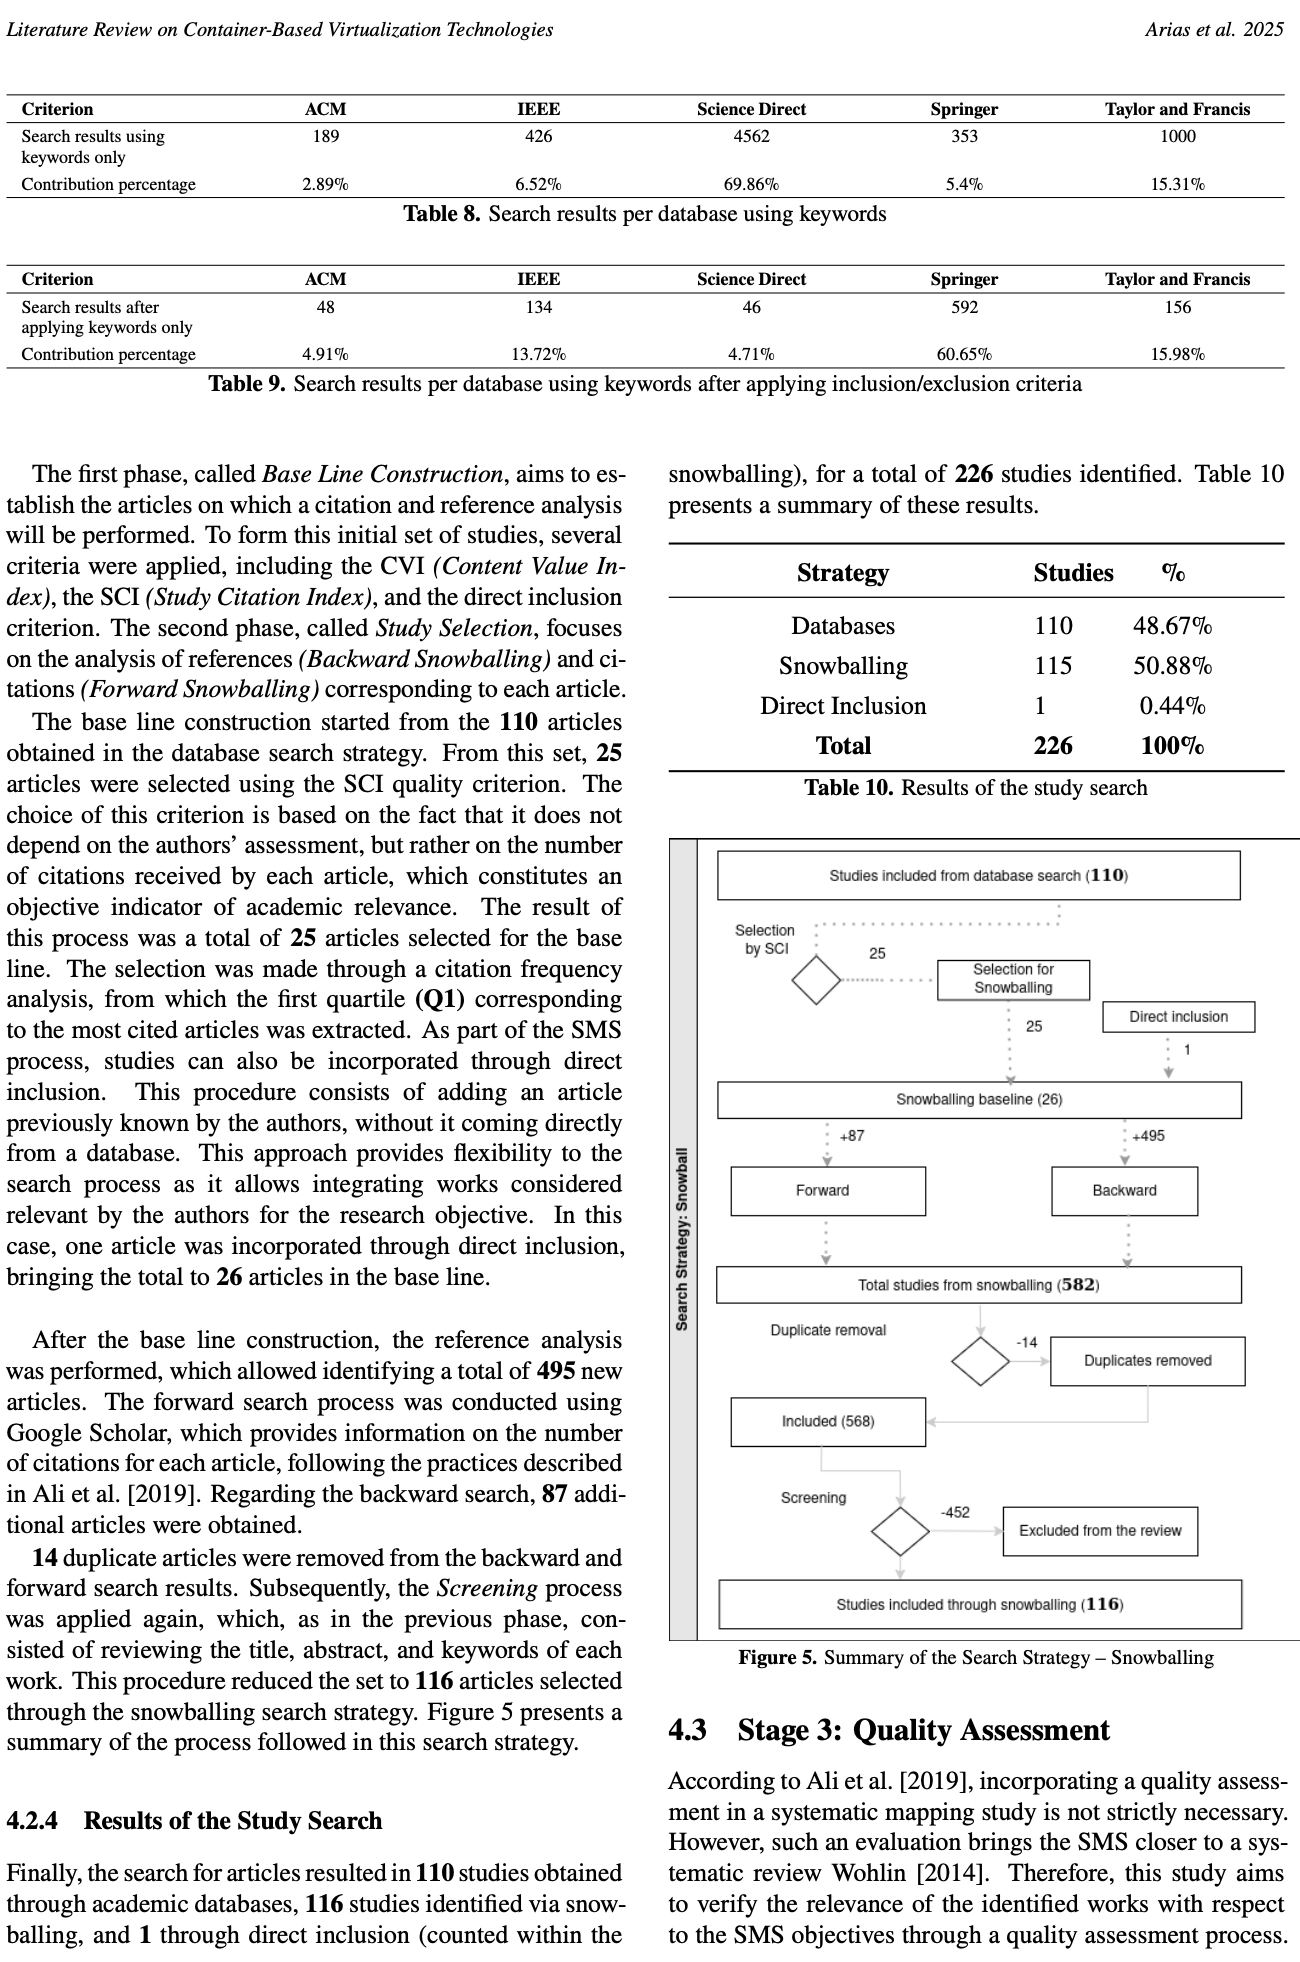 Literature Review on Container-Based Virtualization Technologies Arias et al. 2025
Criterion ACM IEEE Science Direct Springer Taylor and Francis
Search results using 189 426 4562 353 1000
keywords only
Contribution percentage 2.89% 6.52% 69.86% 5.4% 15.31%
Table 8. Search results per database using keywords
Criterion ACM IEEE Science Direct Springer Taylor and Francis
Search results after 48 134 46 592 156
applying keywords only
Contribution percentage 4.91% 13.72% 4.71% 60.65% 15.98%
Table 9. Search results per database using keywords after applying inclusion/exclusion criteria
The first phase, called Base Line Construction, aims to es-
tablish the articles on which a citation and reference analysis
will be performed. To form this initial set of studies, several
criteria were applied, including the CVI (Content Value In-
dex), the SCI (Study Citation Index), and the direct inclusion
criterion. The second phase, called Study Selection, focuses
on the analysis of references (Backward Snowballing) and ci-
tations (Forward Snowballing) corresponding to each article.
The base line construction started from the 110 articles
obtained in the database search strategy. From this set, 25
articles were selected using the SCI quality criterion. The
choice of this criterion is based on the fact that it does not
depend on the authors' assessment, but rather on the number
of citations received by each article, which constitutes an
objective indicator of academic relevance. The result of
this process was a total of 25 articles selected for the base
line. The selection was made through a citation frequency
analysis, from which the first quartile (Q1) corresponding
to the most cited articles was extracted. As part of the SMS
process, studies can also be incorporated through direct
inclusion. This procedure consists of adding an article
previously known by the authors, without it coming directly
from a database. This approach provides flexibility to the
search process as it allows integrating works considered
relevant by the authors for the research objective. In this
case, one article was incorporated through direct inclusion,
bringing the total to 26 articles in the base line.
After the base line construction, the reference analysis
was performed, which allowed identifying a total of 495 new
articles. The forward search process was conducted using
Google Scholar, which provides information on the number
of citations for each article, following the practices described
in Ali et al. [2019]. Regarding the backward search, 87 addi-
tional articles were obtained.
14 duplicate articles were removed from the backward and
forward search results. Subsequently, the Screening process
was applied again, which, as in the previous phase, con-
sisted of reviewing the title, abstract, and keywords of each
work. This procedure reduced the set to 116 articles selected
through the snowballing search strategy. Figure 5 presents a
summary of the process followed in this search strategy.
4.2.4 Results of the Study Search
Finally, the search for articles resulted in 110 studies obtained
through academic databases, 116 studies identified via snow-
balling, and 1 through direct inclusion (counted within the
snowballing), for a total of 226 studies identified. Table 10
presents a summary of these results.
Strategy Studies %
Databases 110 48.67%
Snowballing 115 50.88%
Direct Inclusion 1 0.44%
Total 226 100%
Table 10. Results of the study search
Search Strategy: Snowball
Studies included from database search (110)
Selection
by SCI
25
Selection for
Snowballing
25
Direct inclusion
1
Snowballing baseline (26)
+87
+495
Forward
Backward
Total studies from snowballing (582)
Duplicate removal
-14
Duplicates removed
Included (568)
Screening
-452
Excluded from the review
Studies included through snowballing (116)
Figure 5. Summary of the Search Strategy – Snowballing
4.3 Stage 3: Quality Assessment
According to Ali et al. [2019], incorporating a quality assess-
ment in a systematic mapping study is not strictly necessary.
However, such an evaluation brings the SMS closer to a sys-
tematic review Wohlin [2014]. Therefore, this study aims
to verify the relevance of the identified works with respect
to the SMS objectives through a quality assessment process.